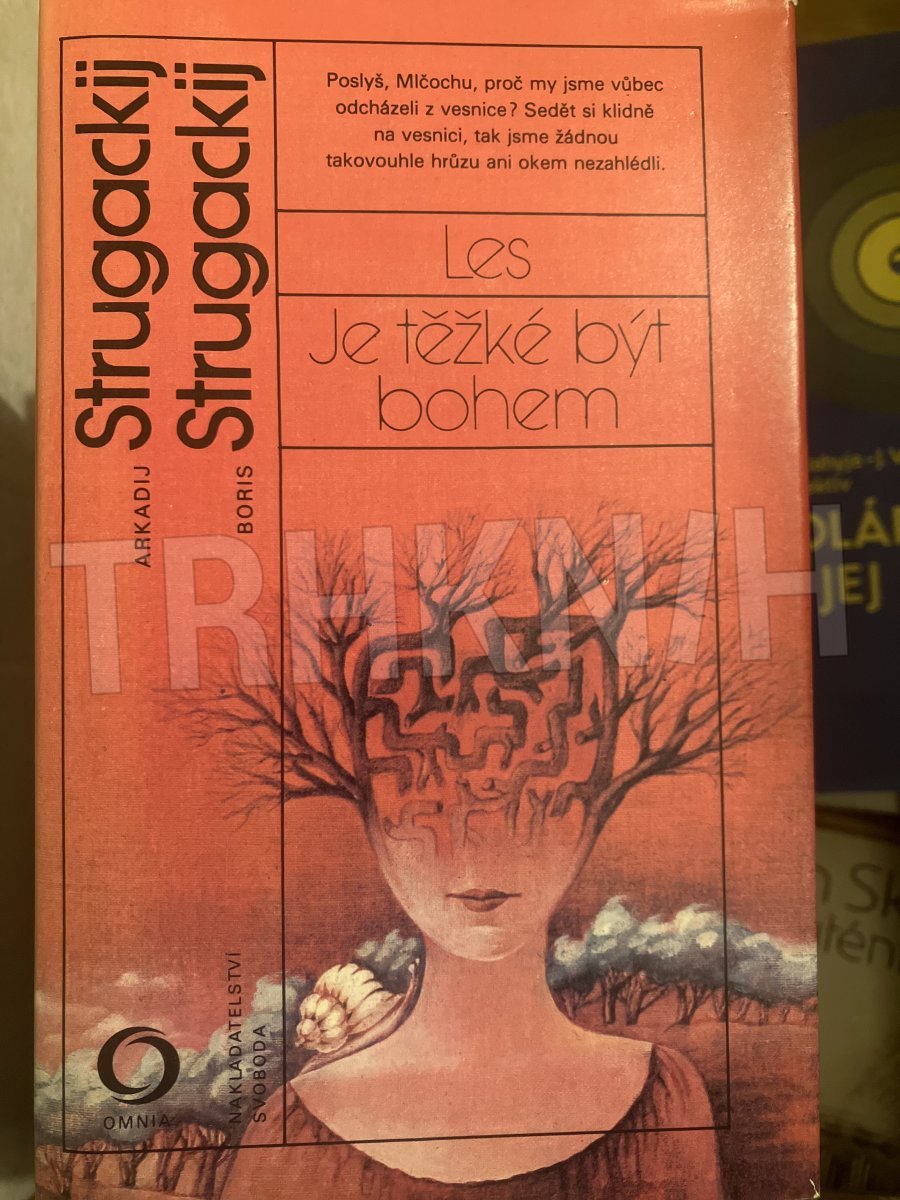 ARKADIJ Strugackij
BORIS Strugackij
Poslyš, Mlčochu, proč my jsme vůbec
odcházeli z vesnice? Sedět si klidně
na vesnici, tak jsme žádnou
takovouhle hrůzu ani okem nezahlédli.
Les
Je těžké být
bohem
TRHKNIH
OMNIA
NAKLADATELSTVÍ
SVOBODA
JEJ